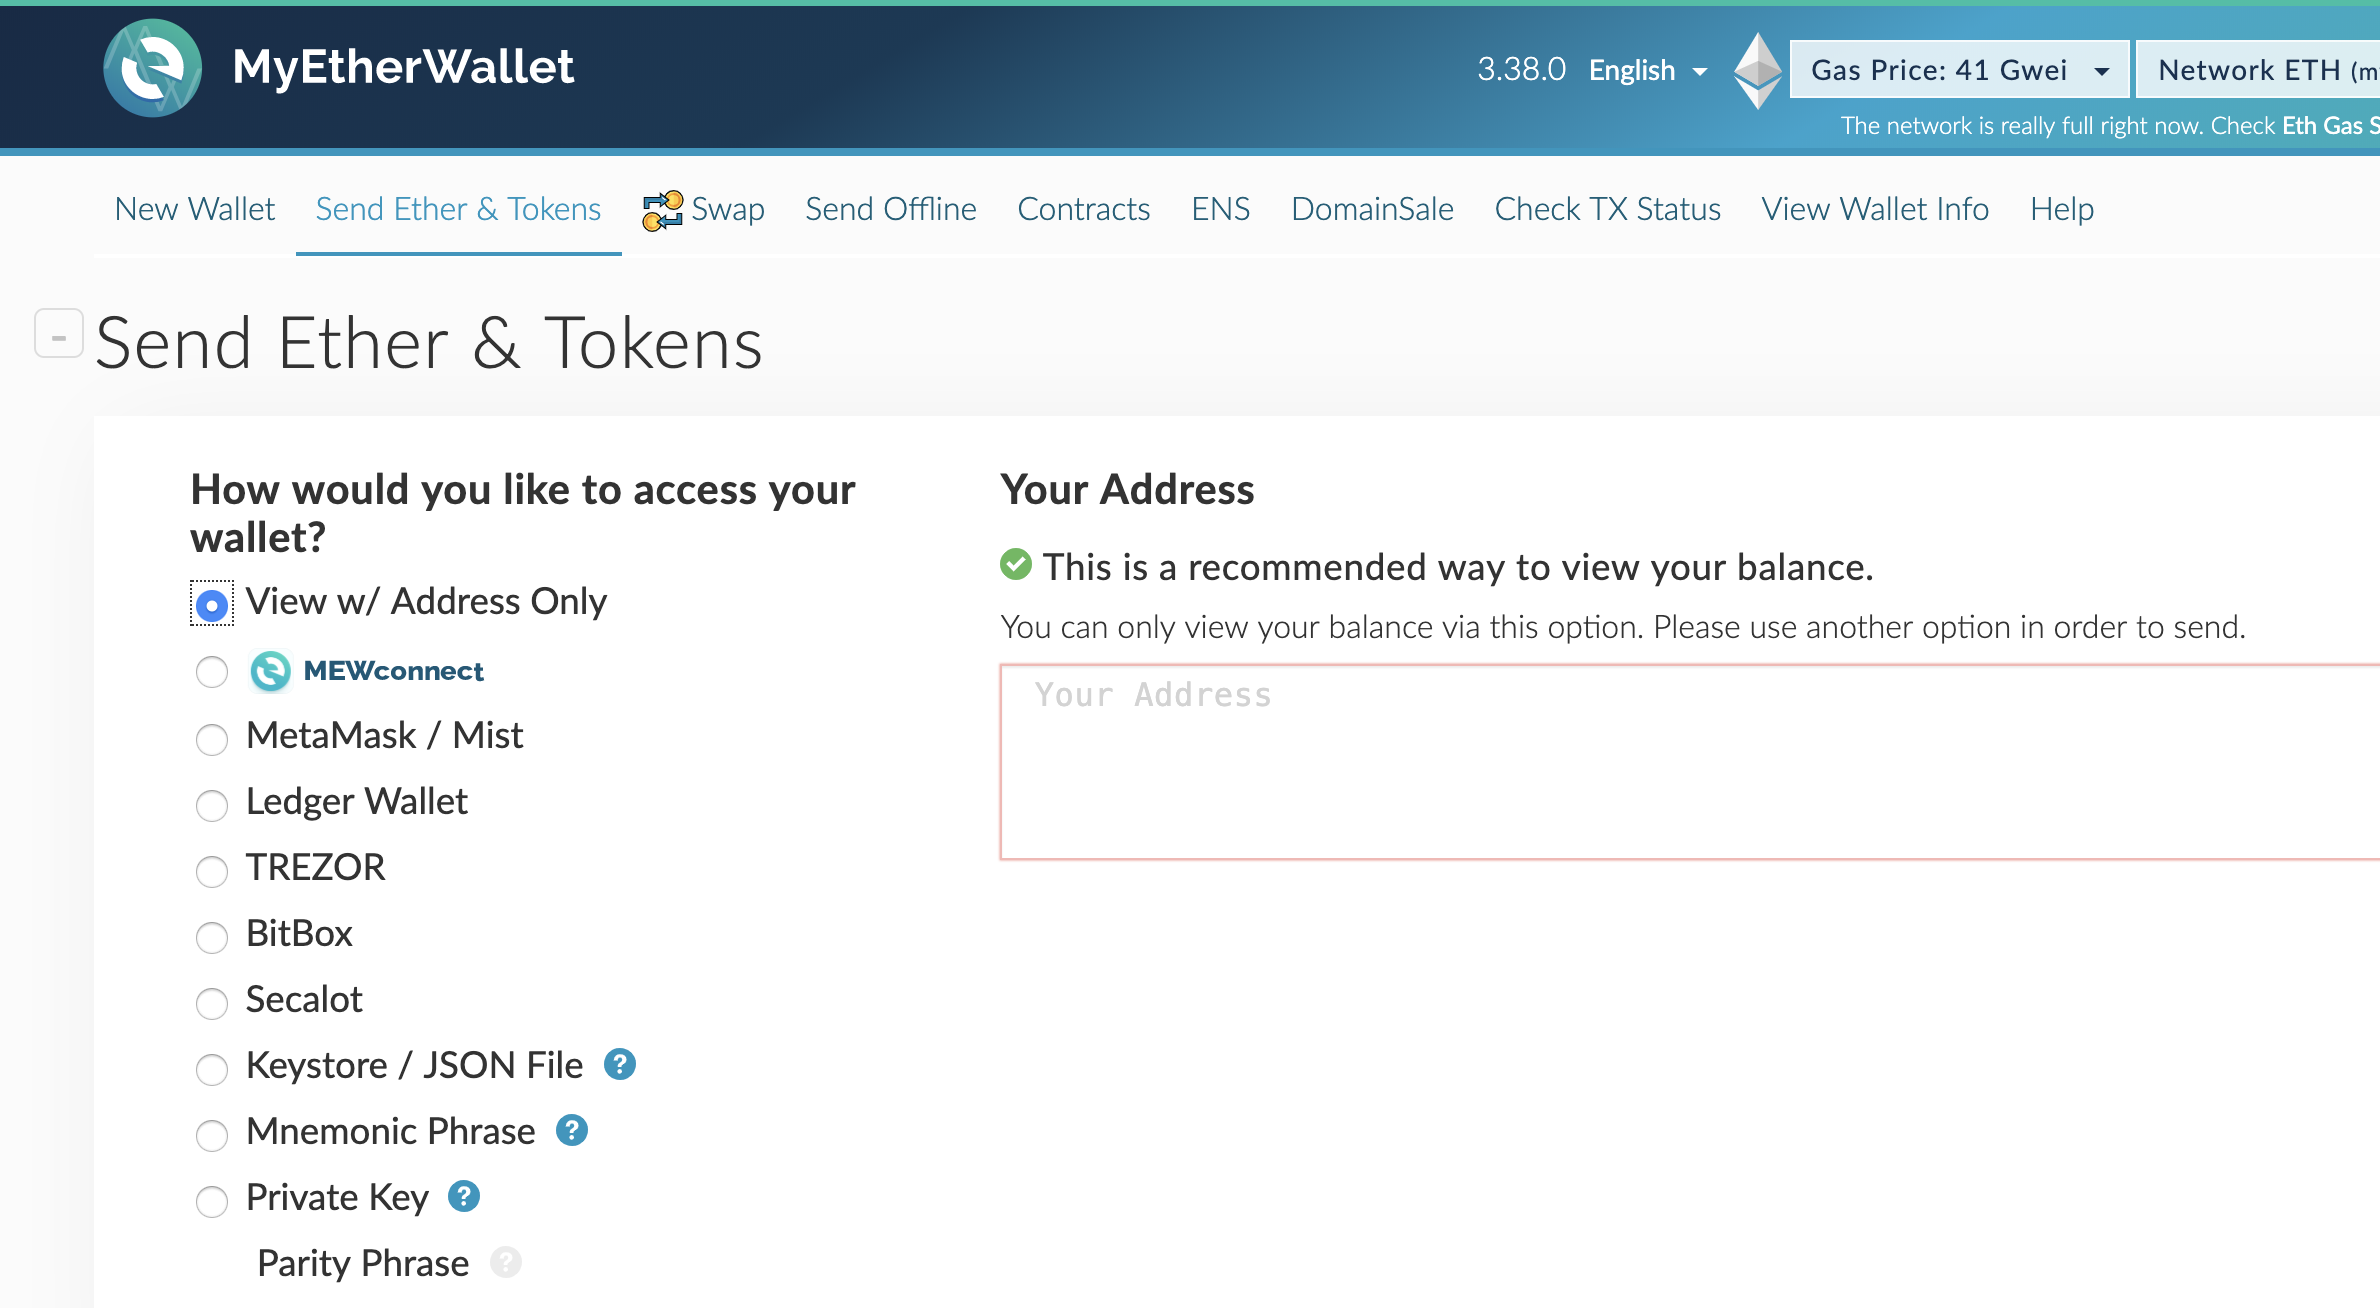 MyEtherWallet
3.38.0 English
Gas Price: 41 Gwei
Network ETH
The network is really full right now. Check Eth Gas
New Wallet Send Ether & Tokens Swap Send Offline Contracts ENS DomainSale Check TX Status View Wallet Info Help
- Send Ether & Tokens
How would you like to access your
wallet?
View w/ Address Only
MEWconnect
MetaMask / Mist
Ledger Wallet
TREZOR
BitBox
Secalot
Keystore / JSON File ?
Mnemonic Phrase ?
Private Key ?
Parity Phrase ?
Your Address
This is a recommended way to view your balance.
You can only view your balance via this option. Please use another option in order to send.
Your Address